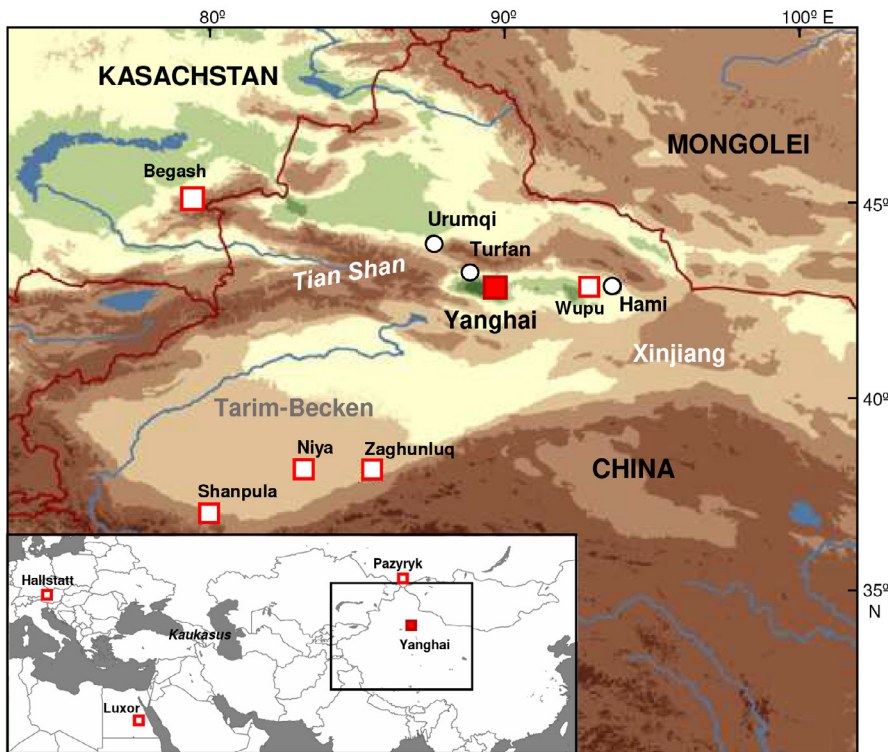 80º
90º
100º E
KASACHSTAN
MONGOLEI
Begash
45º
Urumqi
Turfan
Tian Shan
Yanghai
Wupu
Hami
Xinjiang
40º
Tarim-Becken
Niya
Zaghunluq
CHINA
Shanpula
35º
N
Pazyryk
Hallstatt
Kaukasus
Yanghai
Luxor